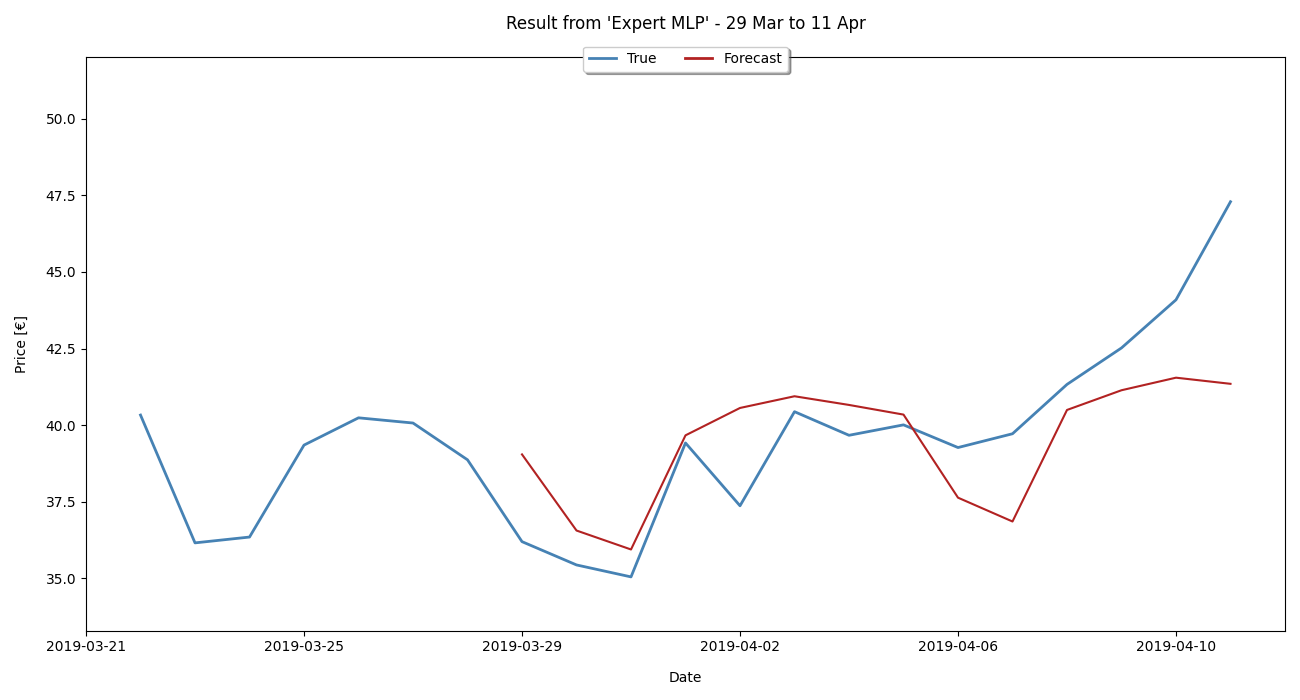 Result from 'Expert MLP' - 29 Mar to 11 Apr
True Forecast
50.0
47.5
45.0
42.5
40.0
37.5
35.0
Price [€]
2019-03-21 2019-03-25 2019-03-29 2019-04-02 2019-04-06 2019-04-10
Date